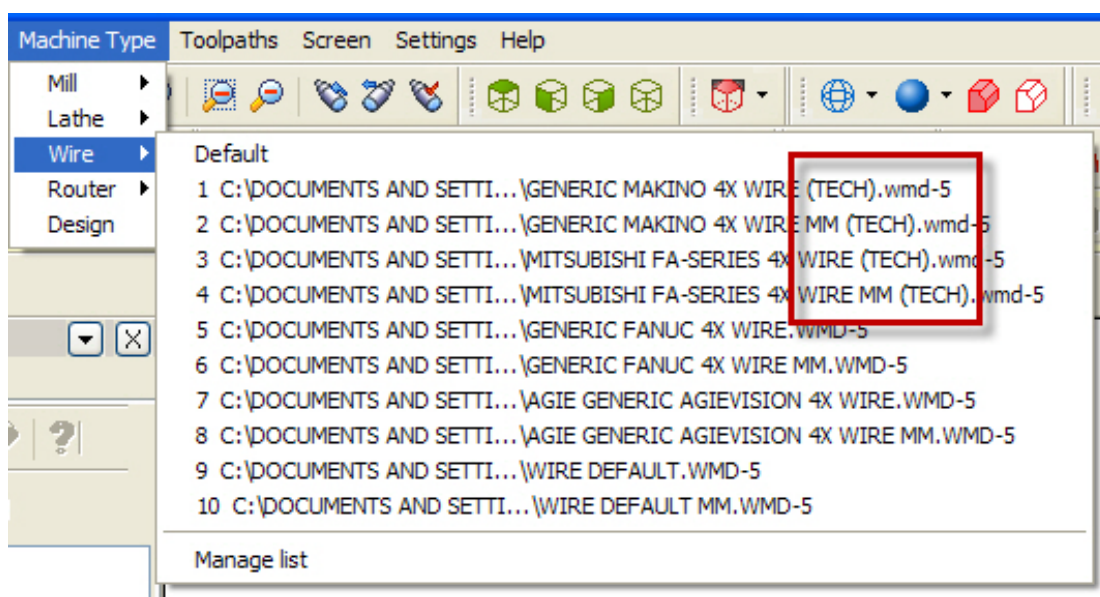 Machine Type Toolpaths Screen Settings Help
Mill
Lathe
Wire
Router
Design
Default
1 C:\DOCUMENTS AND SETTI...\GENERIC MAKINO 4X WIRE (TECH).wmd-5
2 C:\DOCUMENTS AND SETTI...\GENERIC MAKINO 4X WIRE MM (TECH).wmd-5
3 C:\DOCUMENTS AND SETTI...\MITSUBISHI FA-SERIES 4X WIRE (TECH).wmd-5
4 C:\DOCUMENTS AND SETTI...\MITSUBISHI FA-SERIES 4X WIRE MM (TECH).wmd-5
5 C:\DOCUMENTS AND SETTI...\GENERIC FANUC 4X WIRE.WMD-5
6 C:\DOCUMENTS AND SETTI...\GENERIC FANUC 4X WIRE MM.WMD-5
7 C:\DOCUMENTS AND SETTI...\AGIE GENERIC AGIEVISION 4X WIRE.WMD-5
8 C:\DOCUMENTS AND SETTI...\AGIE GENERIC AGIEVISION 4X WIRE MM.WMD-5
9 C:\DOCUMENTS AND SETTI...\WIRE DEFAULT.WMD-5
10 C:\DOCUMENTS AND SETTI...\WIRE DEFAULT MM.WMD-5
Manage list